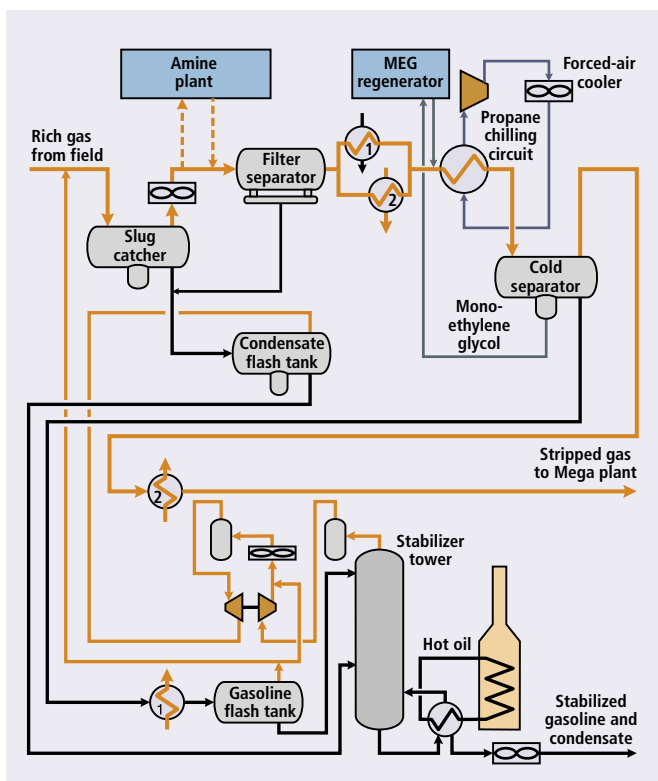 Amine
plant
MEG
regenerator
Forced-air
cooler
Propane
chilling
circuit
Rich gas
from field
Filter
separator
1
2
Slug
catcher
Cold
separator
Mono-
ethylene
glycol
Condensate
flash tank
Stripped gas
to Mega plant
2
Stabilizer
tower
Hot oil
Gasoline
flash tank
1
Stabilized
gasoline and
condensate